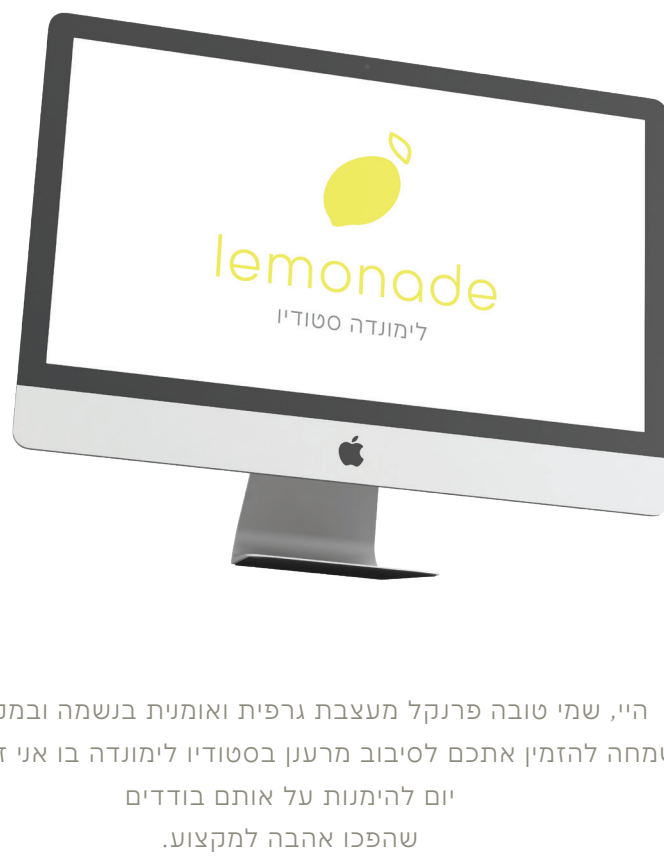 lemonade
לימונדה סטודיו
היי, שמי טובה פרנקל מעצבת גרפית ואומנית בנשמה
להזמין אתכם לסיבוב מרענן בסטודיו לימונדה בו אני
יום להימנות על אותם בודדים
שהפכו אהבה למקצוע.